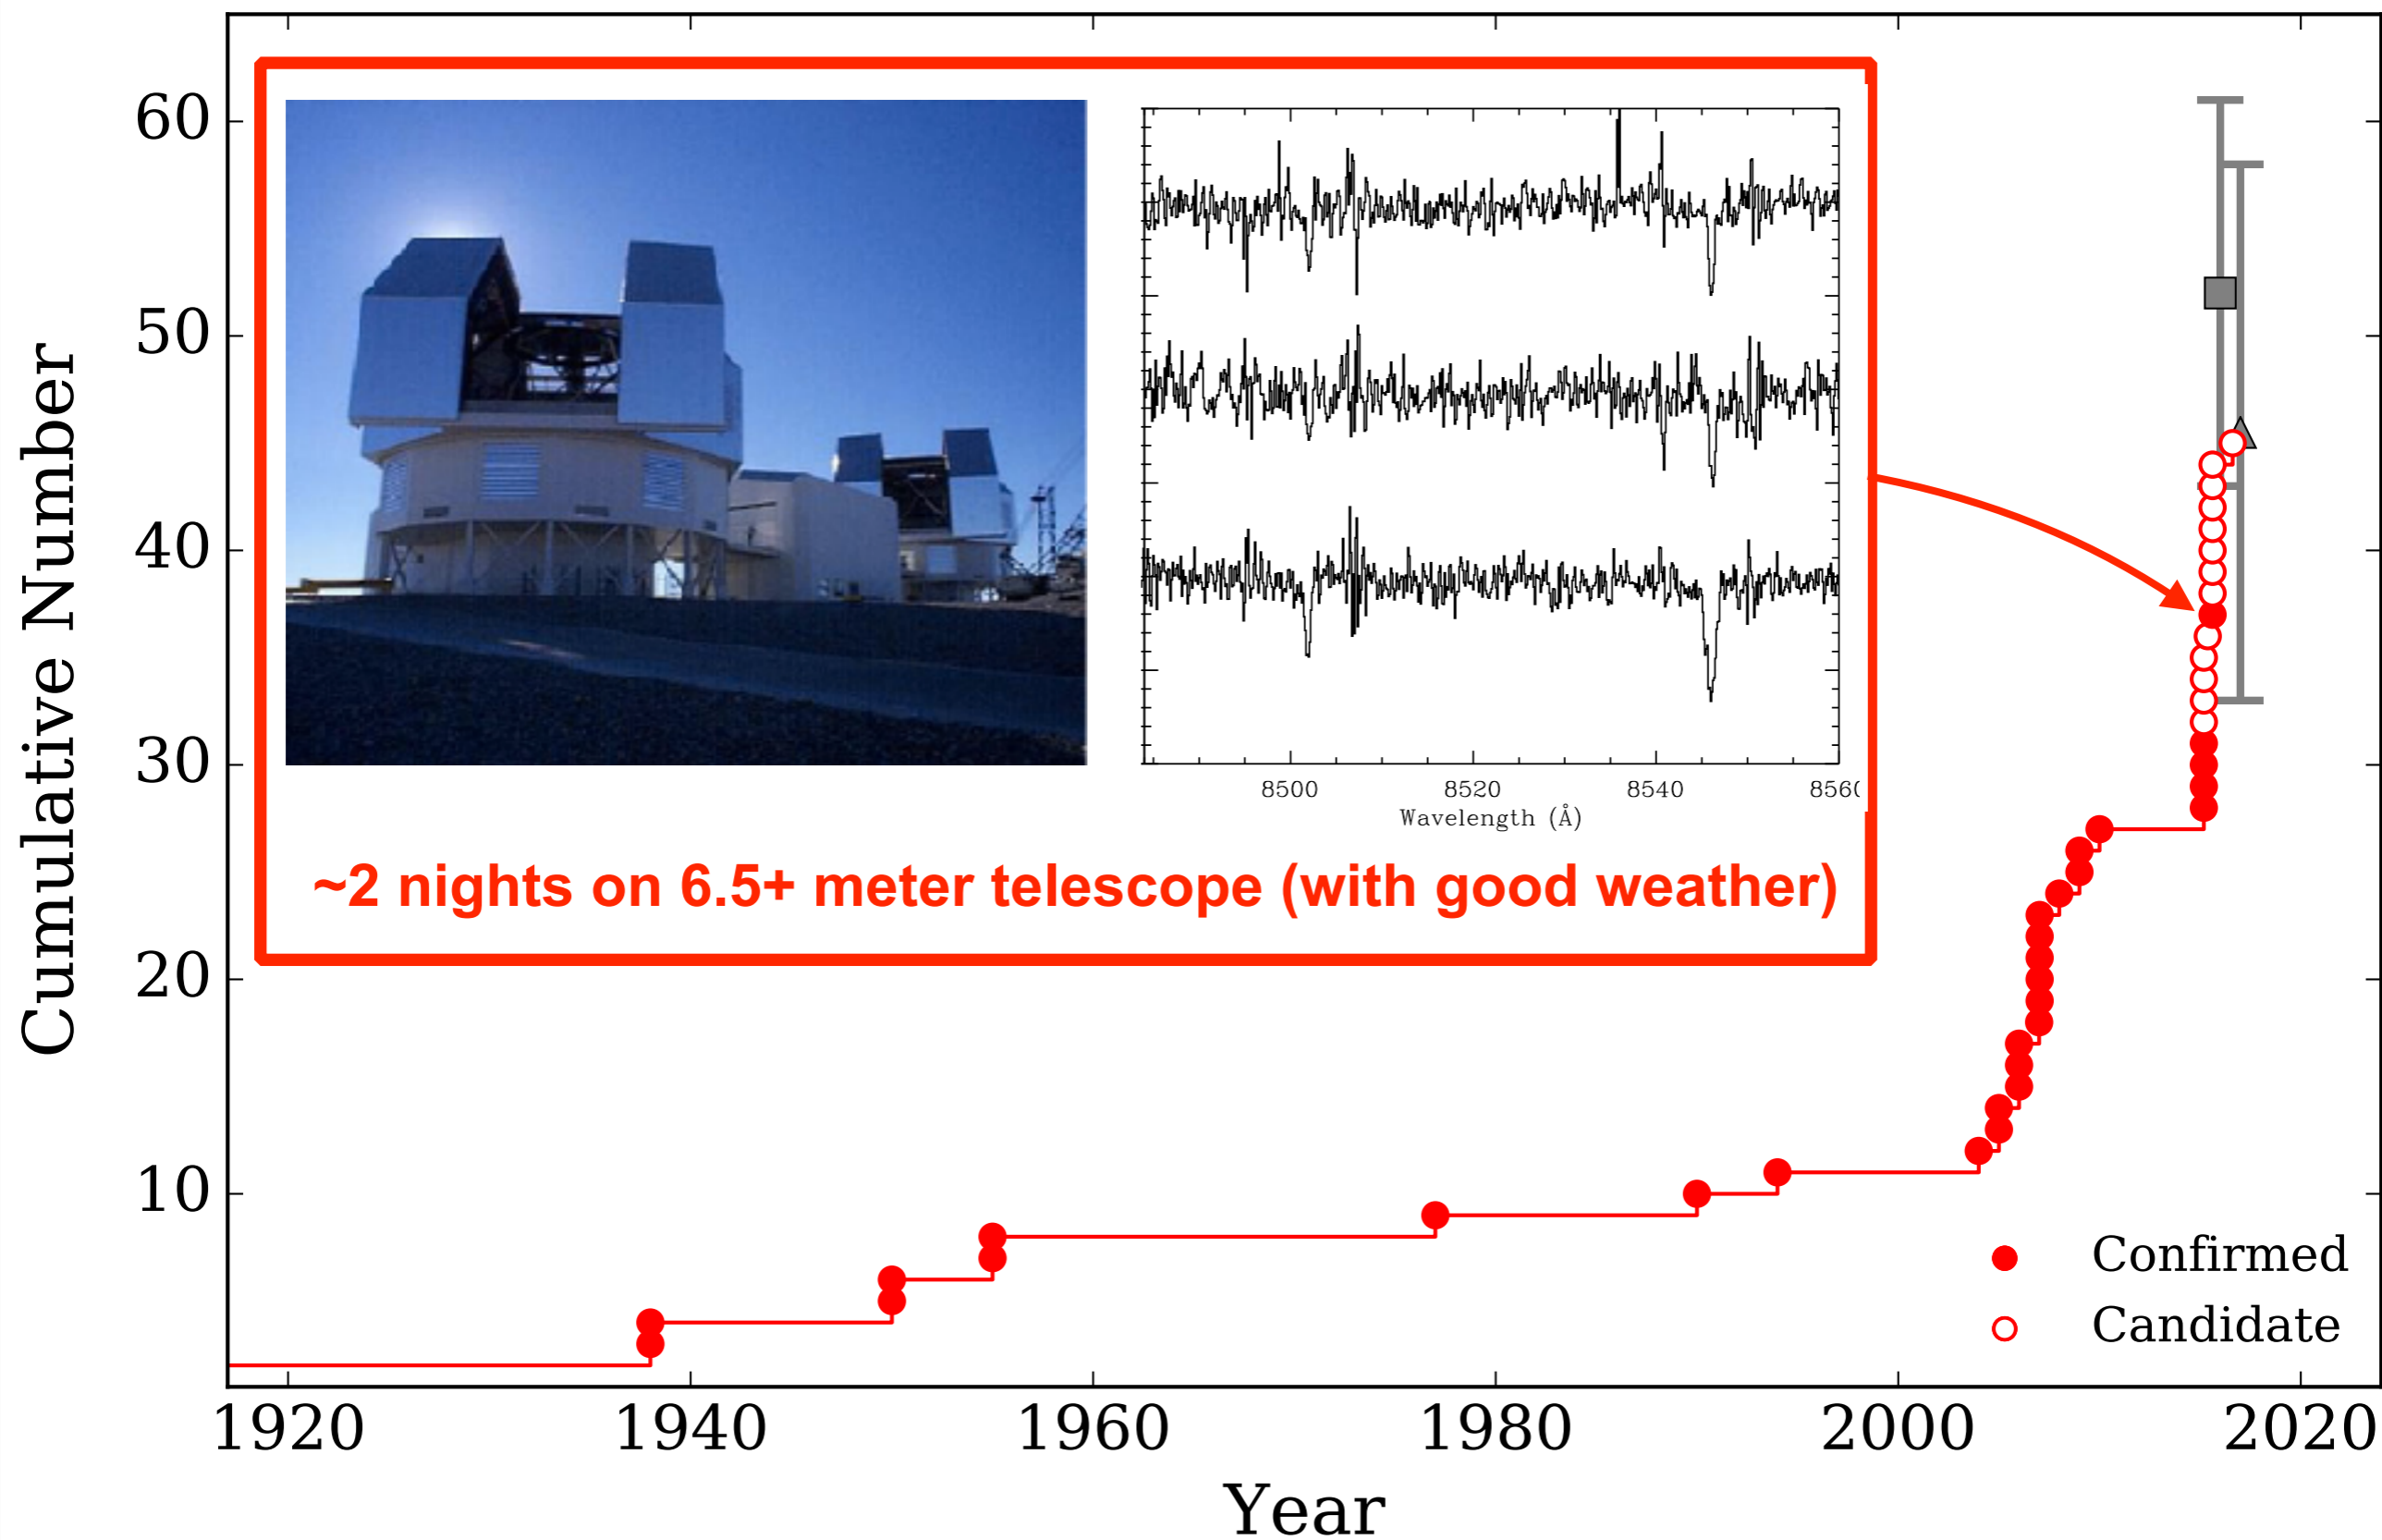 Cumulative Number
60
50
40
30
20
10
8500 8520 8540 8560
Wavelength (Å)
~2 nights on 6.5+ meter telescope (with good weather)
Confirmed
Candidate
1920 1940 1960 1980 2000 2020
Year